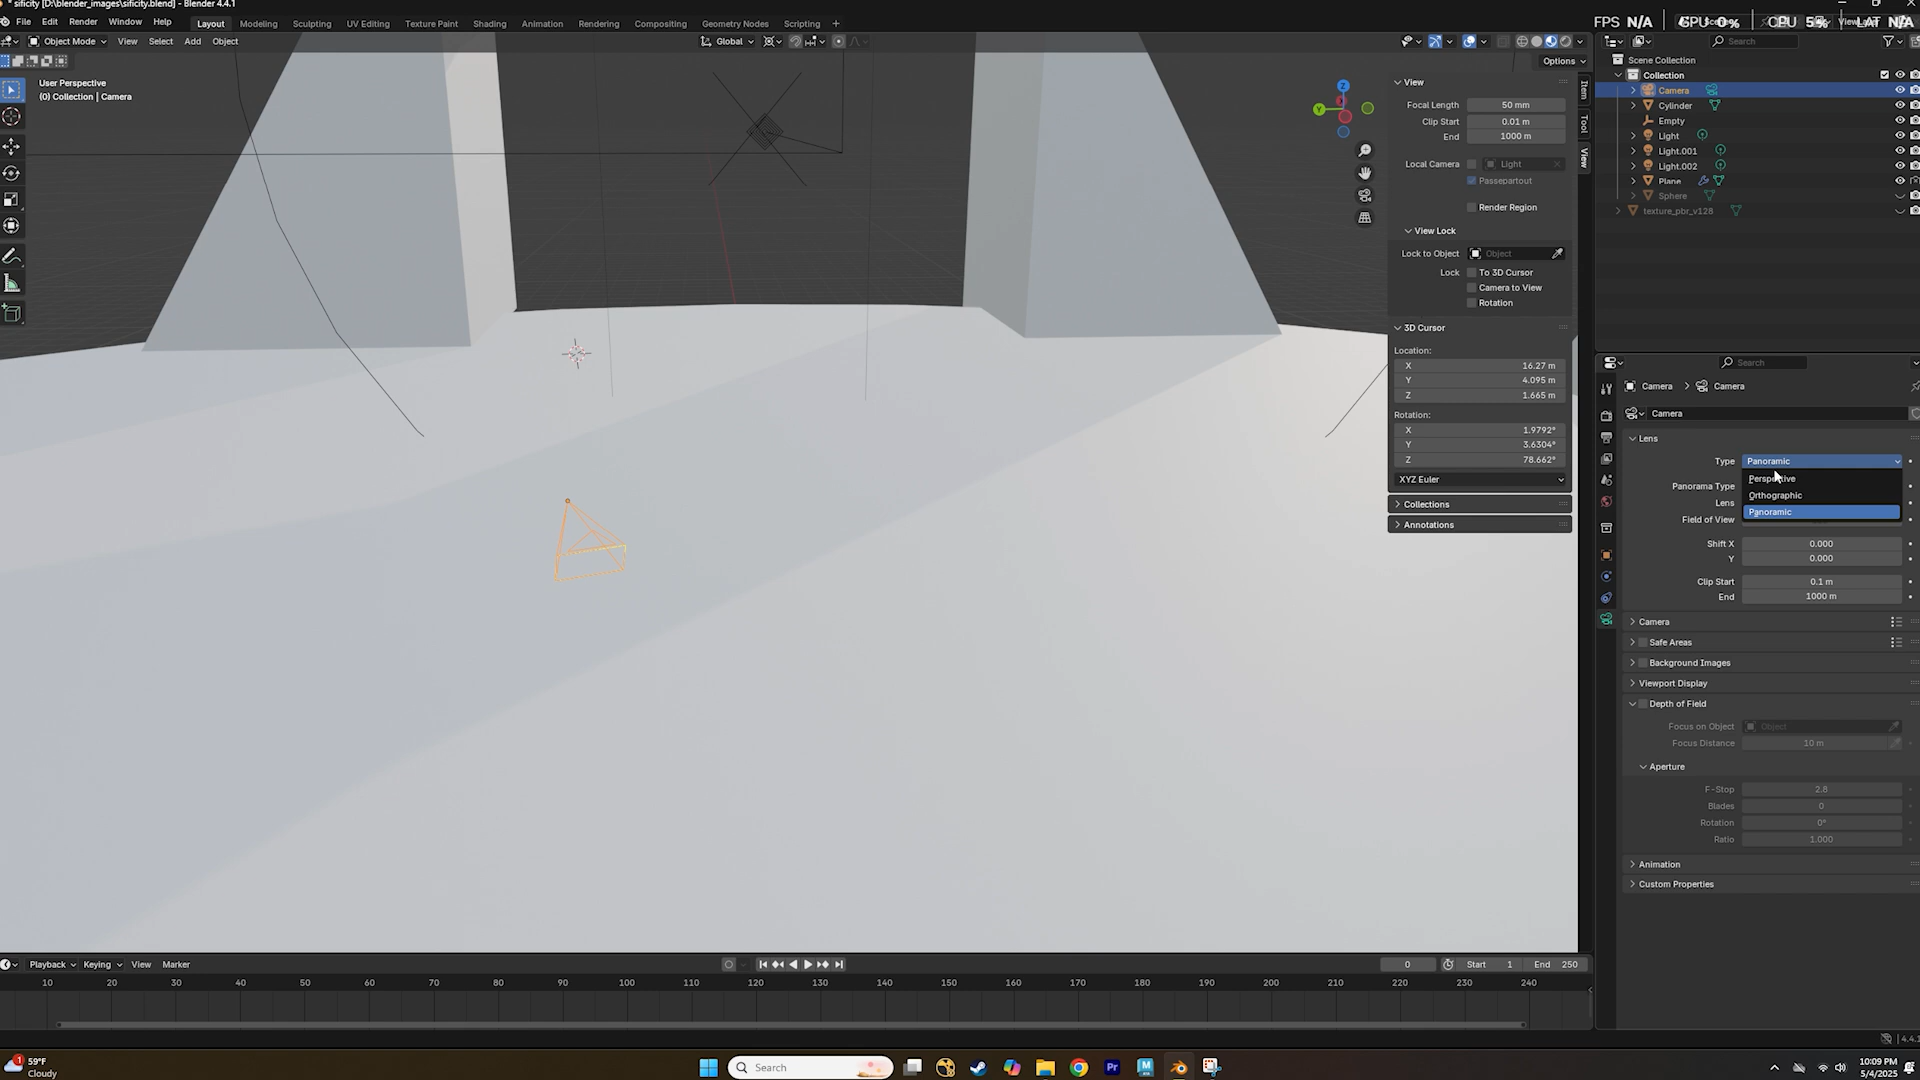 * sificity [D:\blender_images\sificity.blend] - Blender 4.4.1
File Edit Render Window Help
Layout Modeling Sculpting UV Editing Texture Paint Shading Animation Rendering Compositing Geometry Nodes Scripting +
FPS N/A GPU 0% CPU 5% LAT N/A
Object Mode View Select Add Object
Global
Options
User Perspective
(0) Collection | Camera
View
Focal Length 50 mm
Clip Start 0.01 m
End 1000 m
Local Camera Light
Passepartout
Render Region
View Lock
Lock to Object Object
Lock To 3D Cursor
Camera to View
Rotation
3D Cursor
Location:
X 16.27 m
Y 4.095 m
Z 1.665 m
Rotation:
X 1.9792°
Y 3.6304°
Z 78.662°
XYZ Euler
Collections
Annotations
Item
Tool
View
Z
Y
Search
Scene Collection
Collection
Camera
Cylinder
Empty
Light
Light.001
Light.002
Plane
Sphere
texture_pbr_v128
Search
Camera > Camera
Camera
Lens
Type Panoramic
Perspective
Panorama Type
Orthographic
Lens
Panoramic
Field of View
Shift X 0.000
Y 0.000
Clip Start 0.1 m
End 1000 m
Camera
Safe Areas
Background Images
Viewport Display
Depth of Field
Focus on Object Object
Focus Distance 10 m
Aperture
F-Stop 2.8
Blades 0
Rotation 0°
Ratio 1.000
Animation
Custom Properties
Playback Keying View Marker
0 Start 1 End 250
10 20 30 40 50 60 70 80 90 100 110 120 130 140 150 160 170 180 190 200 210 220 230 240
4.4.1
1 59°F
Cloudy
Search
Pr
10:09 PM
5/4/2025